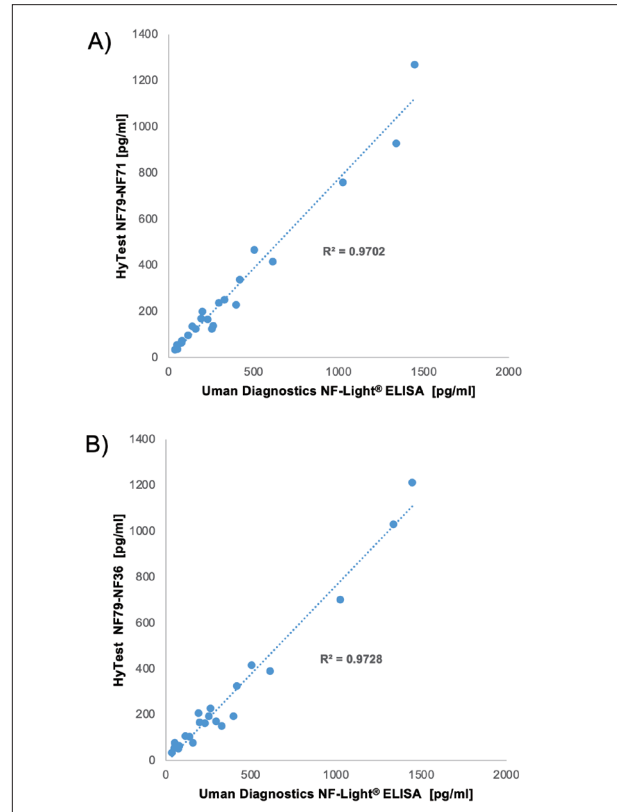 A)
1400
1200
1000
800
600
400
200
0
HyTest NF79-NF71 [pg/ml]
R² = 0.9702
0 500 1000 1500 2000
Uman Diagnostics NF-Light® ELISA [pg/ml]
B)
1400
1200
1000
800
600
400
200
0
HyTest NF79-NF36 [pg/ml]
R² = 0.9728
0 500 1000 1500 2000
Uman Diagnostics NF-Light® ELISA [pg/ml]